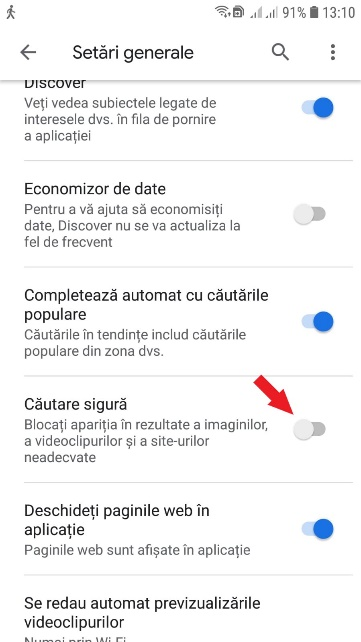 91% 13:10
Setări generale
Discover
Veți vedea subiectele legate de
interesele dvs. în fila de pornire
a aplicației
Economizor de date
Pentru a vă ajuta să economisiți
date, Discover nu se va actualiza la
fel de frecvent
Completează automat cu căutările
populare
Căutările în tendințe includ căutările
populare din zona dvs.
Căutare sigură
Blocați apariția în rezultate a imaginilor,
a videoclipurilor și a site-urilor
neadecvate
Deschideți paginile web în
aplicație
Paginile web sunt afișate în aplicație
Se redau automat previzualizările
videoclipurilor
Numai prin Wi-Fi